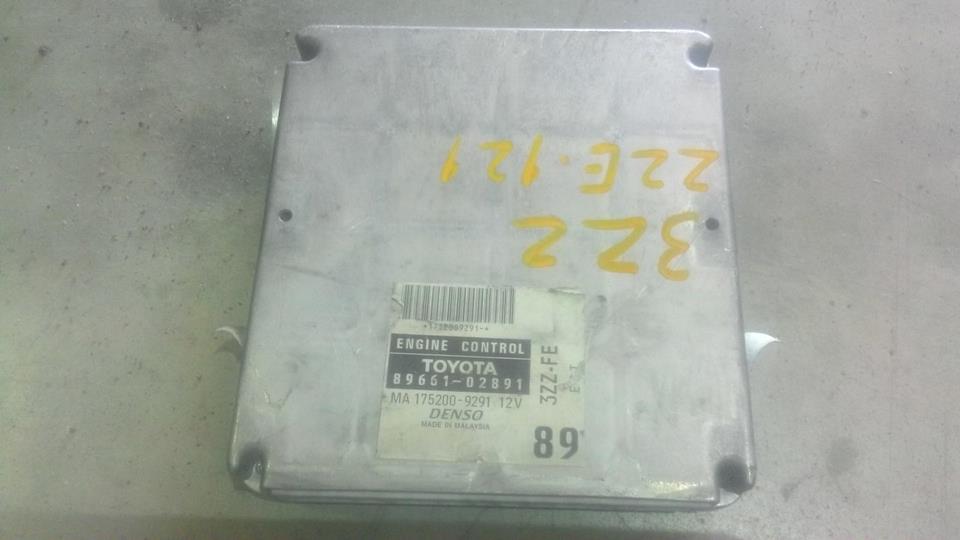 3ZZ
ZZE.121
*1752009291-*
ENGINE CONTROL
TOYOTA
89661-02891
MA 175200-9291 12V
DENSO
MADE IN MALAYSIA
3ZZ-FE
89